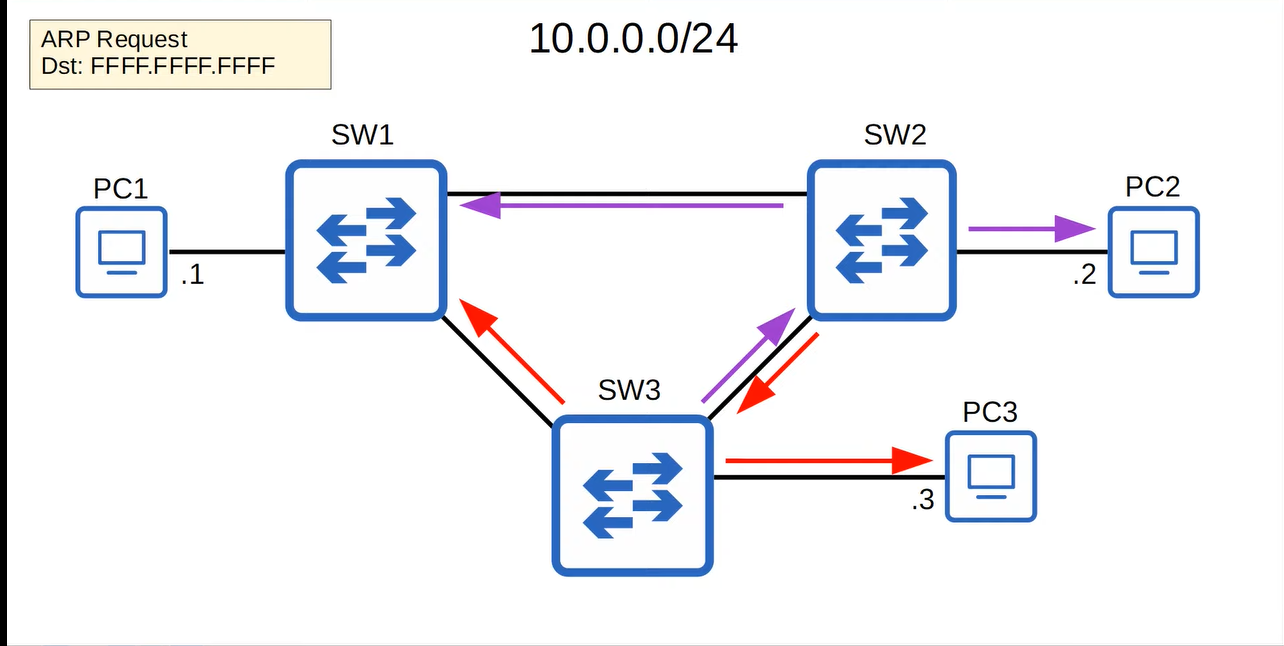 ARP Request
Dst: FFFF.FFFF.FFFF
10.0.0.0/24
SW1
SW2
PC1
PC2
.1
.2
SW3
PC3
.3